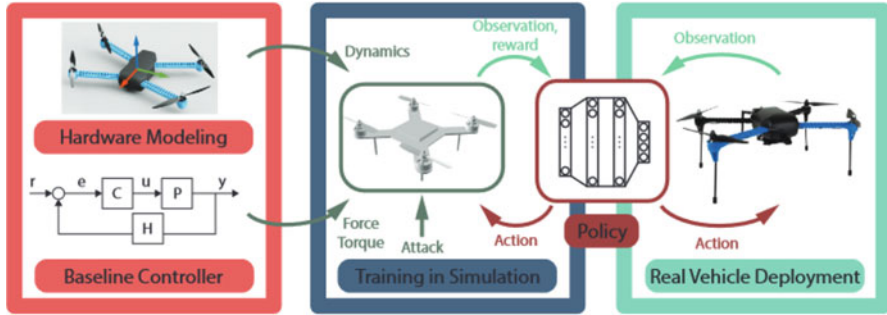 Hardware Modeling
r
e
C
u
P
y
H
Baseline Controller
Dynamics
Force
Torque
Attack
Observation,
reward
Action
Training in Simulation
Policy
Observation
Action
Real Vehicle Deployment